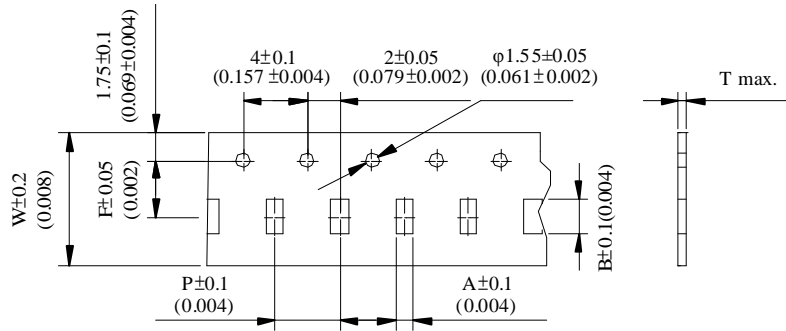 1.75±0.1
(0.069±0.004)
4±0.1
(0.157 ±0.004)
2±0.05
(0.079±0.002)
φ1.55±0.05
(0.061±0.002)
T max.
W±0.2
(0.008)
F±0.05
(0.002)
B±0.1(0.004)
P±0.1
(0.004)
A±0.1
(0.004)